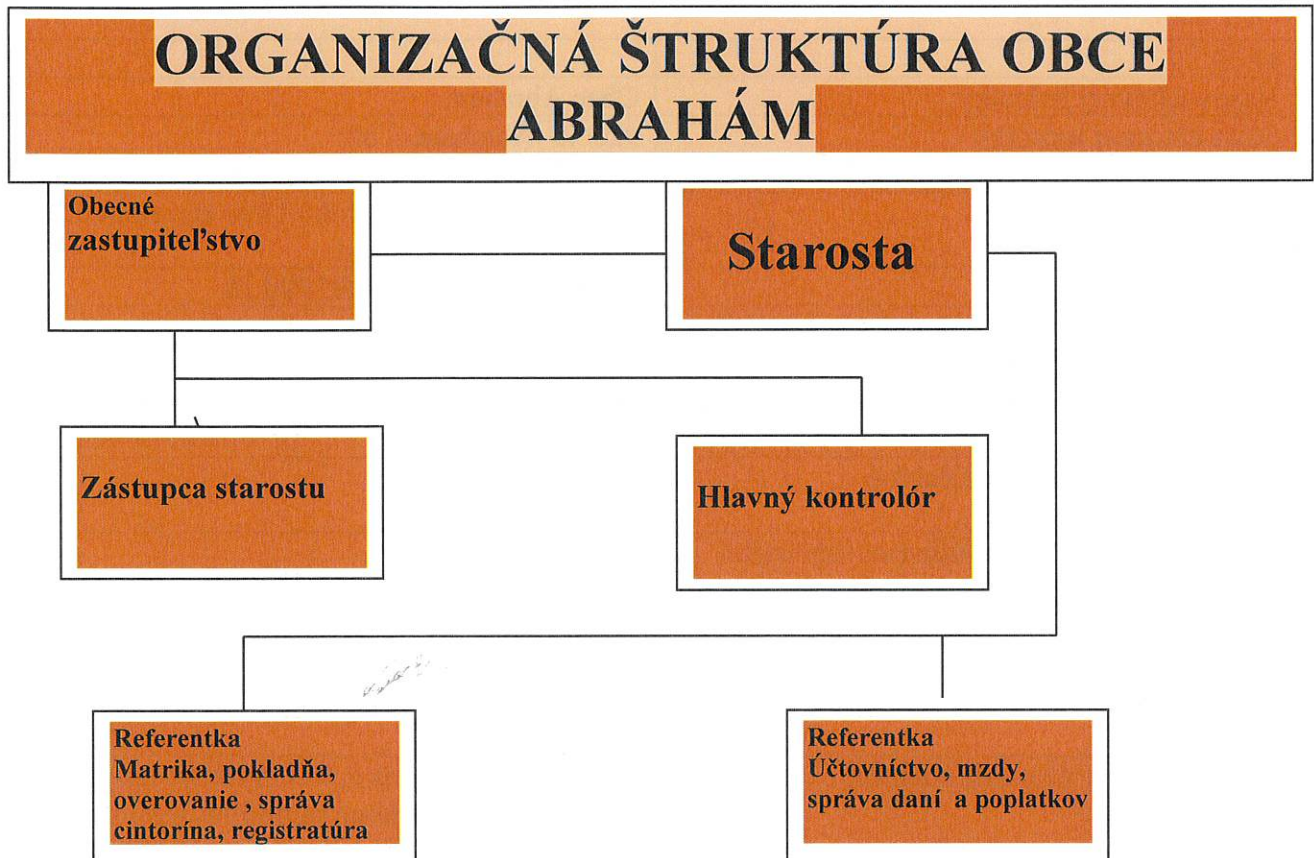 ORGANIZAČNÁ ŠTRUKTÚRA OBCE
ABRAHÁM
Obecné
zastupiteľstvo
Starosta
Zástupca starostu
Hlavný kontrolór
Referentka
Matrika, pokladňa,
overovanie , správa
cintorína, registratúra
Referentka
Účtovníctvo, mzdy,
správa daní a poplatkov